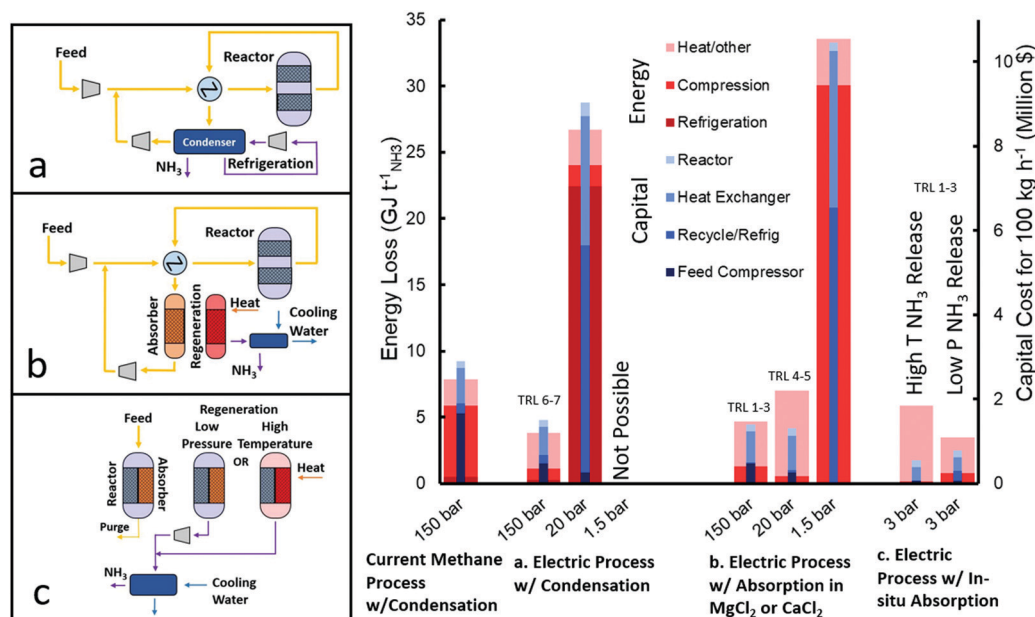 Feed
Reactor
Condenser
NH3
Refrigeration
a
Feed
Reactor
Absorber
Regeneration
Heat
Cooling
Water
NH3
b
Feed
Regeneration
Low
Pressure
OR
High
Temperature
Reactor
Absorber
Heat
Purge
NH3
Cooling
Water
c
Energy Loss (GJ t-1NH3)
35
30
25
20
15
10
5
0
Energy
Heat/other
Compression
Refrigeration
Capital
Reactor
Heat Exchanger
Recycle/Refrig
Feed Compressor
TRL 6-7
Not Possible
TRL 1-3
TRL 4-5
TRL 1-3
High T NH3 Release
Low P NH3 Release
10
8
6
4
2
0
Capital Cost for 100 kg h-1 (Million $)
150 bar
150 bar
20 bar
1.5 bar
150 bar
20 bar
1.5 bar
3 bar
3 bar
Current Methane
Process
w/Condensation
a. Electric Process
w/ Condensation
b. Electric Process
w/ Absorption in
MgCl2 or CaCl2
c. Electric
Process w/ In-
situ Absorption